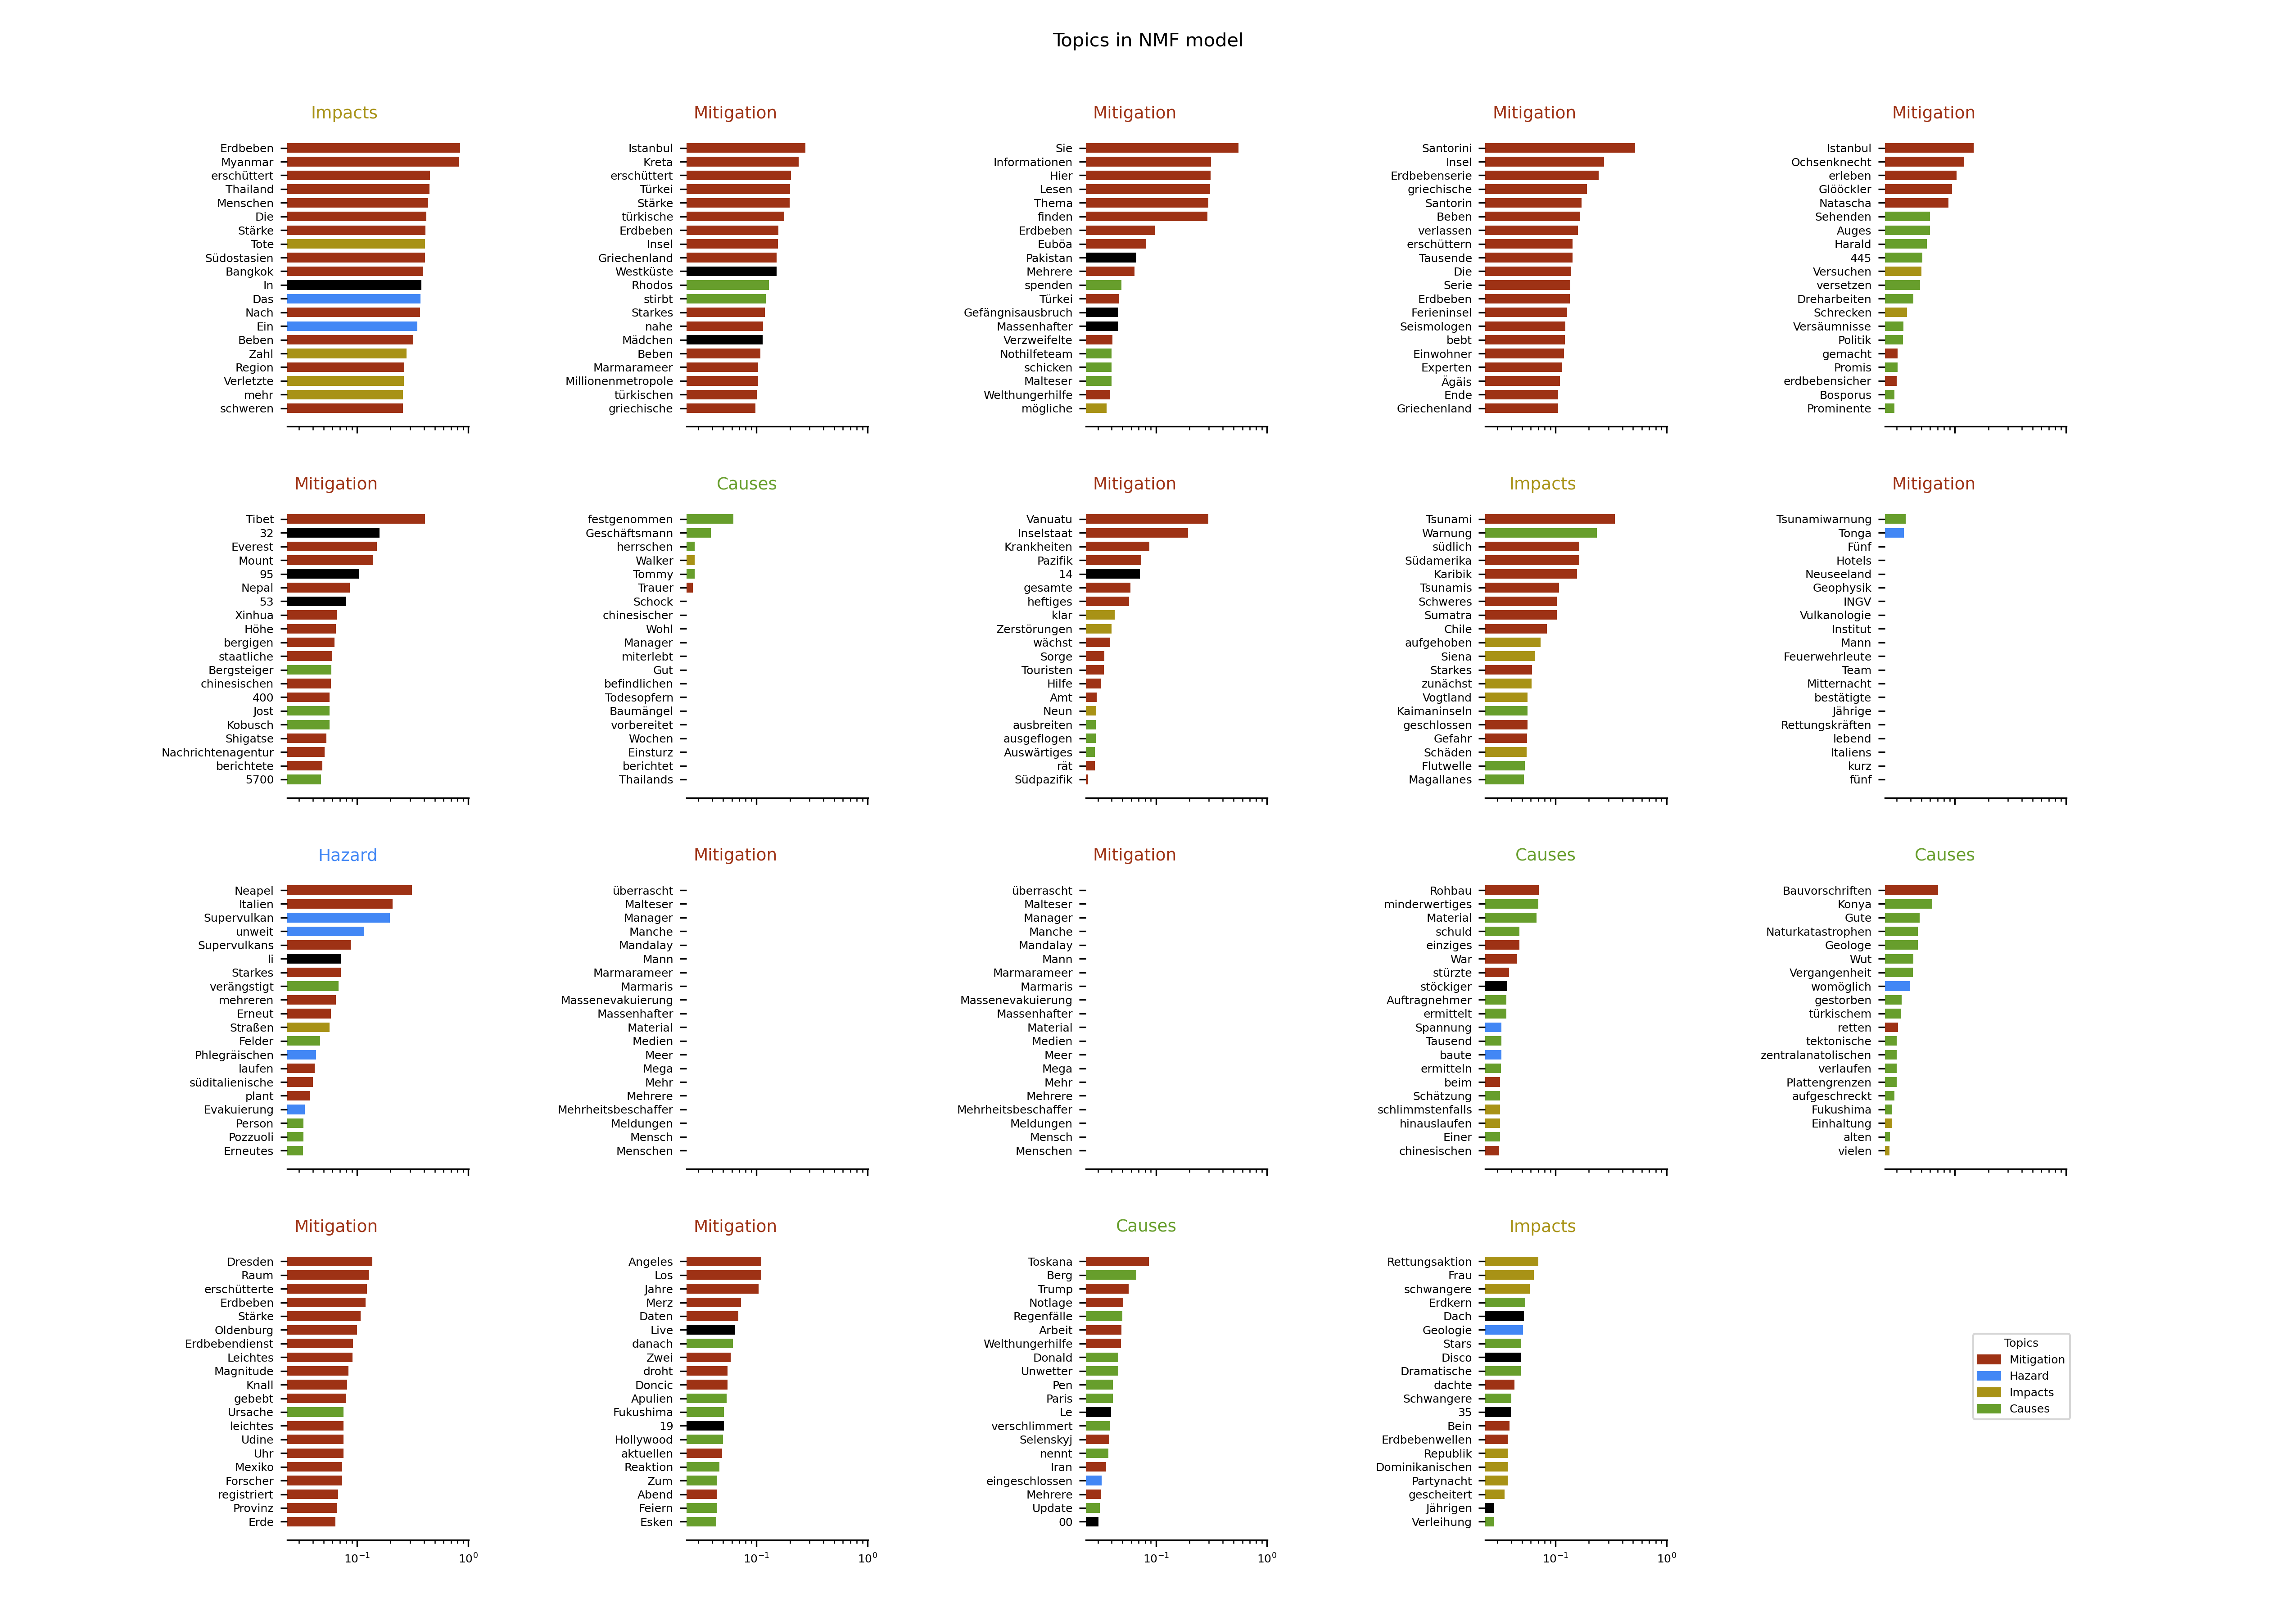 Topics in NMF model
Impacts
Erdbeben
Myanmar
erschüttert
Thailand
Menschen
Die
Stärke
Tote
Südostasien
Bangkok
In
Das
Nach
Ein
Beben
Zahl
Region
Verletzte
mehr
schweren
Mitigation
Istanbul
Kreta
erschüttert
Türkei
Stärke
türkische
Erdbeben
Insel
Griechenland
Westküste
Rhodos
stirbt
Starkes
nahe
Mädchen
Beben
Marmarameer
Millionenmetropole
türkischen
griechische
Mitigation
Sie
Informationen
Hier
Lesen
Thema
finden
Erdbeben
Euböa
Pakistan
Mehrere
spenden
Türkei
Gefängnisausbruch
Massenhafter
Verzweifelte
Nothilfeteam
schicken
Malteser
Welthungerhilfe
mögliche
Mitigation
Santorini
Insel
Erdbebenserie
griechische
Santorin
Beben
verlassen
erschüttern
Tausende
Die
Serie
Erdbeben
Ferieninsel
Seismologen
bebt
Einwohner
Experten
Ägäis
Ende
Griechenland
Mitigation
Istanbul
Ochsenknecht
erleben
Glööckler
Natascha
Sehenden
Auges
Harald
445
Versuchen
versetzen
Dreharbeiten
Schrecken
Versäumnisse
Politik
gemacht
Promis
erdbebensicher
Bosporus
Prominente
Mitigation
Tibet
32
Everest
Mount
95
Nepal
53
Xinhua
Höhe
bergigen
staatliche
Bergsteiger
chinesischen
400
Jost
Kobusch
Shigatse
Nachrichtenagentur
berichtete
5700
Causes
festgenommen
Geschäftsmann
herrschen
Walker
Tommy
Trauer
Schock
chinesischer
Wohl
Manager
miterlebt
Gut
befindlichen
Todesopfern
Baumängel
vorbereitet
Wochen
Einsturz
berichtet
Thailands
Mitigation
Vanuatu
Inselstaat
Krankheiten
Pazifik
14
gesamte
heftiges
klar
Zerstörungen
wächst
Sorge
Touristen
Hilfe
Amt
Neun
ausbreiten
ausgeflogen
Auswärtiges
rät
Südpazifik
Impacts
Tsunami
Warnung
südlich
Südamerika
Karibik
Tsunamis
Schweres
Sumatra
Chile
aufgehoben
Siena
Starkes
zunächst
Vogtland
Kaimaninseln
geschlossen
Gefahr
Schäden
Flutwelle
Magallanes
Mitigation
Tsunamiwarnung
Tonga
Fünf
Hotels
Neuseeland
Geophysik
INGV
Vulkanologie
Institut
Mann
Feuerwehrleute
Team
Mitternacht
bestätigte
Jährige
Rettungskräften
lebend
Italiens
kurz
fünf
Hazard
Neapel
Italien
Supervulkan
unweit
Supervulkans
li
Starkes
verängstigt
mehreren
Erneut
Straßen
Felder
Phlegräischen
laufen
süditalienische
plant
Evakuierung
Person
Pozzuoli
Erneutes
Mitigation
überrascht
Malteser
Manager
Manche
Mandalay
Mann
Marmarameer
Marmaris
Massenevakuierung
Massenhafter
Material
Medien
Meer
Mega
Mehr
Mehrere
Mehrheitsbeschaffer
Meldungen
Mensch
Menschen
Mitigation
überrascht
Malteser
Manager
Manche
Mandalay
Mann
Marmarameer
Marmaris
Massenevakuierung
Massenhafter
Material
Medien
Meer
Mega
Mehr
Mehrere
Mehrheitsbeschaffer
Meldungen
Mensch
Menschen
Causes
Rohbau
minderwertiges
Material
schuld
einziges
War
stürzte
stöckiger
Auftragnehmer
ermittelt
Spannung
Tausend
baute
ermitteln
beim
Schätzung
schlimmstenfalls
hinauslaufen
Einer
chinesischen
Causes
Bauvorschriften
Konya
Gute
Naturkatastrophen
Geologe
Wut
Vergangenheit
womöglich
gestorben
türkischem
retten
tektonische
zentralanatolischen
verlaufen
Plattengrenzen
aufgeschreckt
Fukushima
Einhaltung
alten
vielen
Mitigation
Dresden
Raum
erschütterte
Erdbeben
Stärke
Oldenburg
Erdbebendienst
Leichtes
Magnitude
Knall
gebebt
Ursache
leichtes
Udine
Uhr
Mexiko
Forscher
registriert
Provinz
Erde
10⁻¹ 10⁰
Mitigation
Angeles
Los
Jahre
Merz
Daten
Live
danach
Zwei
droht
Doncic
Apulien
Fukushima
19
Hollywood
aktuellen
Reaktion
Zum
Abend
Feiern
Esken
10⁻¹ 10⁰
Causes
Toskana
Berg
Trump
Notlage
Regenfälle
Arbeit
Welthungerhilfe
Donald
Unwetter
Pen
Paris
Le
verschlimmert
Selenskyj
nennt
Iran
eingeschlossen
Mehrere
Update
00
10⁻¹ 10⁰
Impacts
Rettungsaktion
Frau
schwangere
Erdkern
Dach
Geologie
Stars
Disco
Dramatische
dachte
Schwangere
35
Bein
Erdbebenwellen
Republik
Dominikanischen
Partynacht
gescheitert
Jährigen
Verleihung
10⁻¹ 10⁰
Topics
Mitigation
Hazard
Impacts
Causes